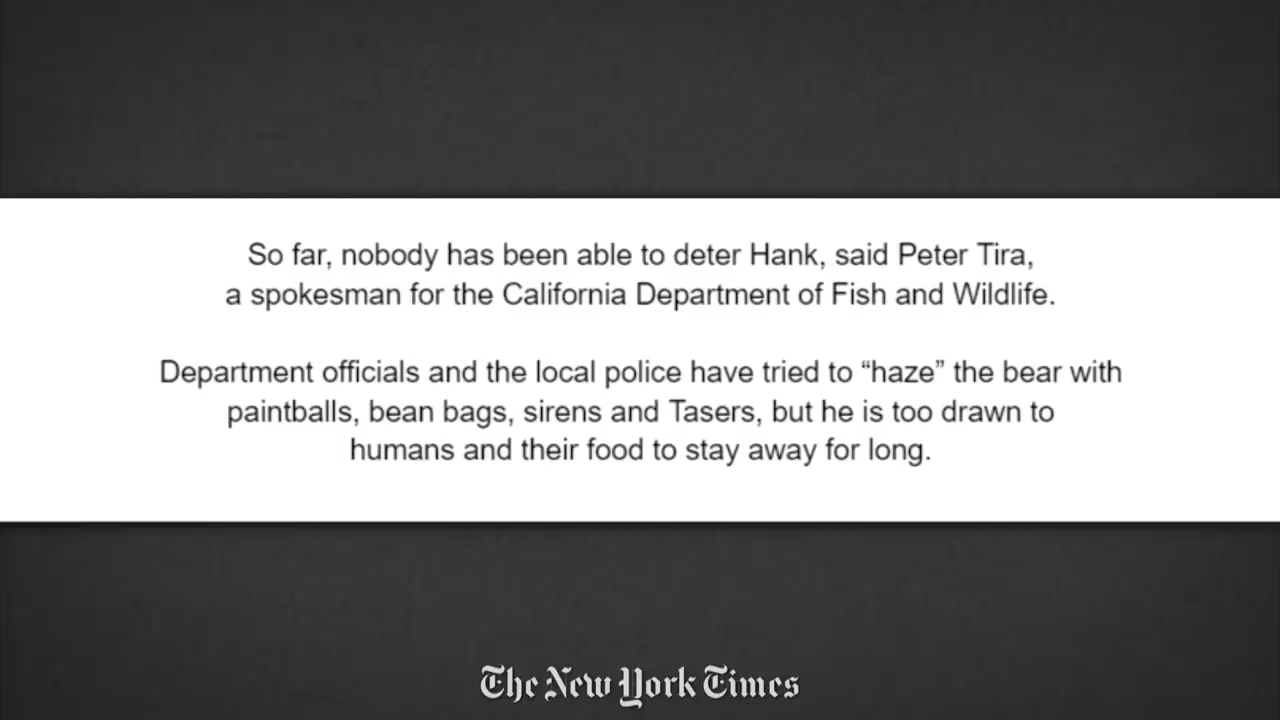 So far, nobody has been able to deter Hank, said Peter Tira,
a spokesman for the California Department of Fish and Wildlife.
Department officials and the local police have tried to “haze” the bear with
paintballs, bean bags, sirens and Tasers, but he is too drawn to
humans and their food to stay away for long.
The New York Times